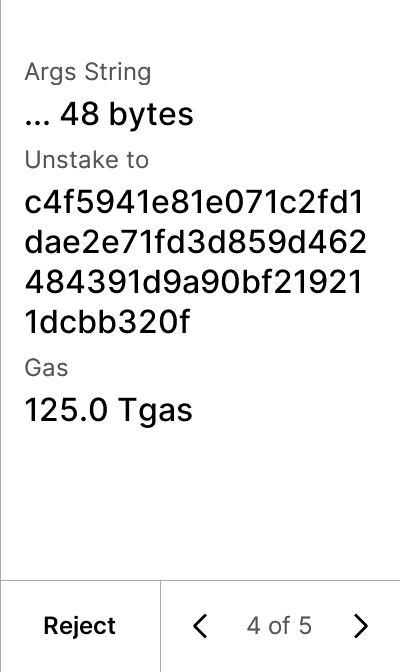 Args String
... 48 bytes
Unstake to
c4f5941e81e071c2fd1
dae2e71fd3d859d462
484391d9a90bf21921
1dcbb320f
Gas
125.0 Tgas
Reject
4 of 5